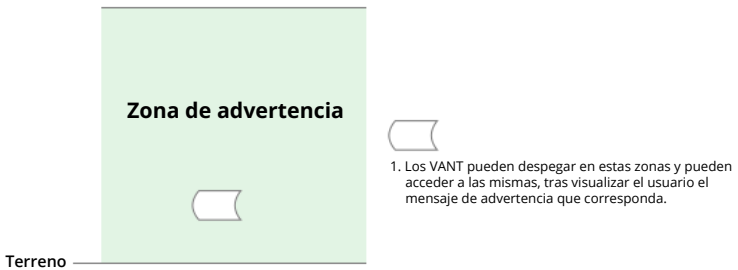 Zona de advertencia
1. Los VANT pueden despegar en estas zonas y pueden
acceder a las mismas, tras visualizar el usuario el
mensaje de advertencia que corresponda.
Terreno